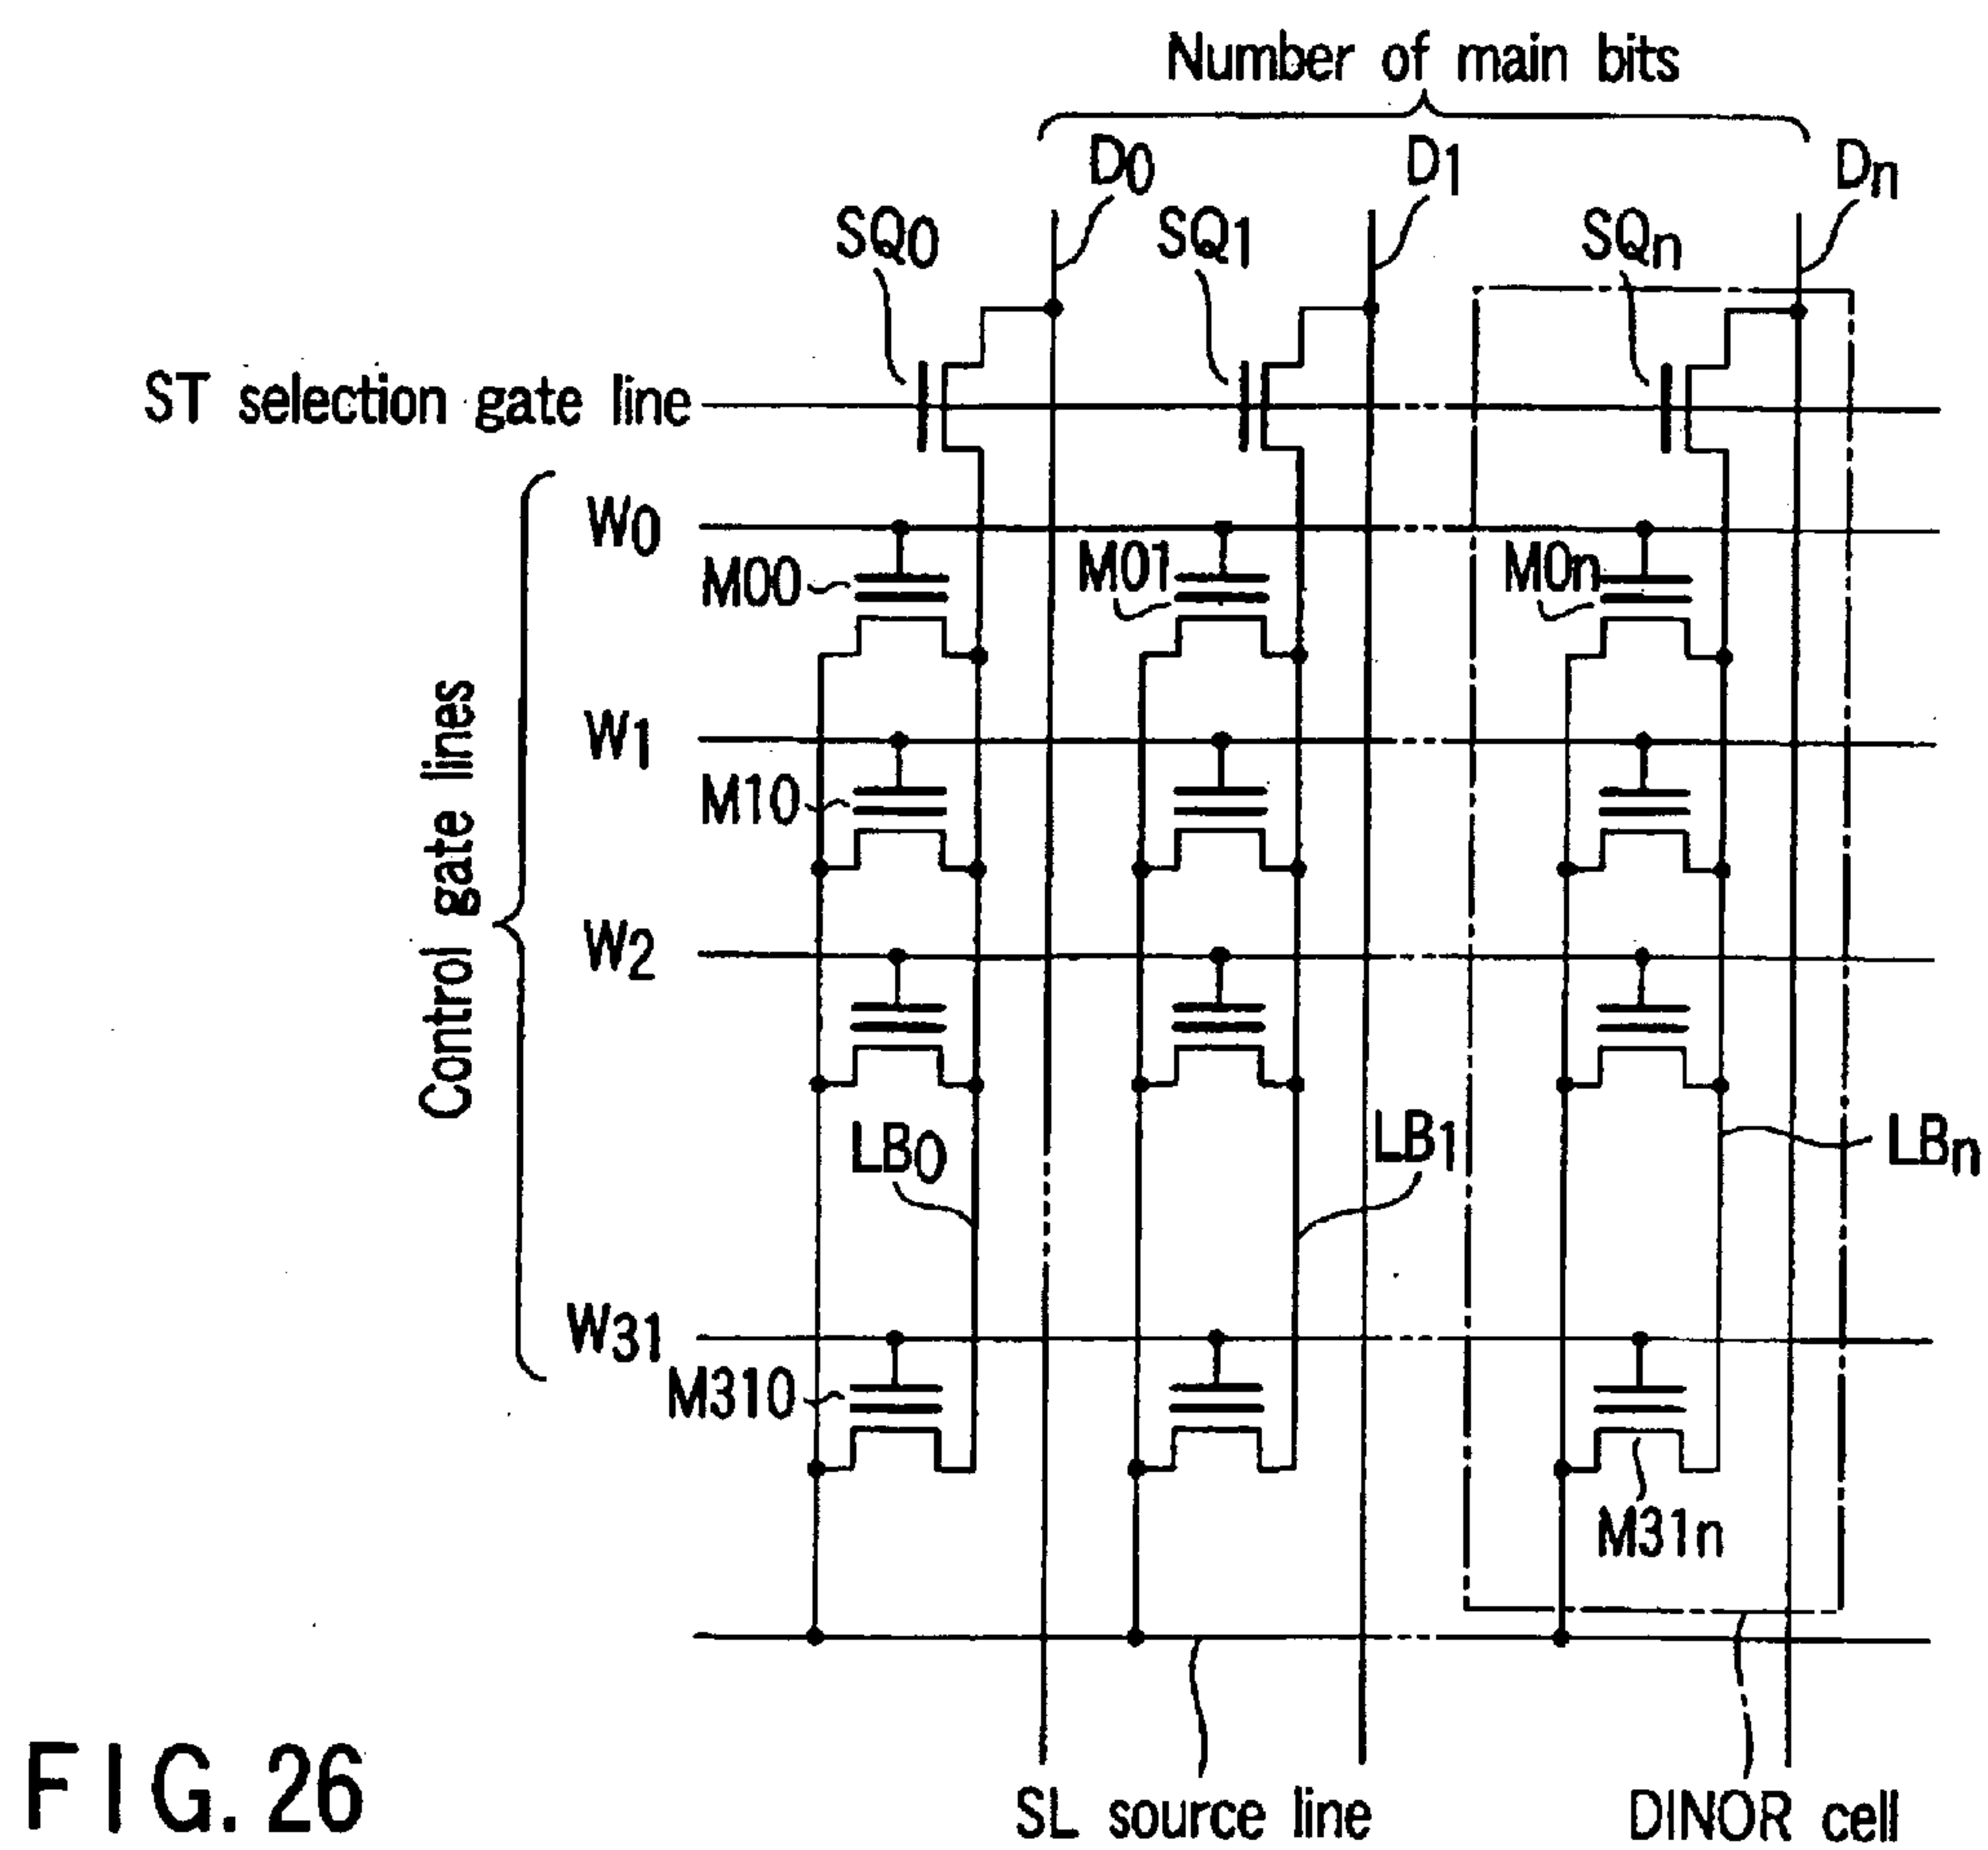 Number of main bits
D0 D1 Dn
SQ0 SQ1 SQn
ST selection gate line
W0
M00 M01 M0n
Control gate lines
W1
M10
W2
LB0 LB1 LBn
W31
M310
M31n
SL source line DINOR cell
FIG. 26